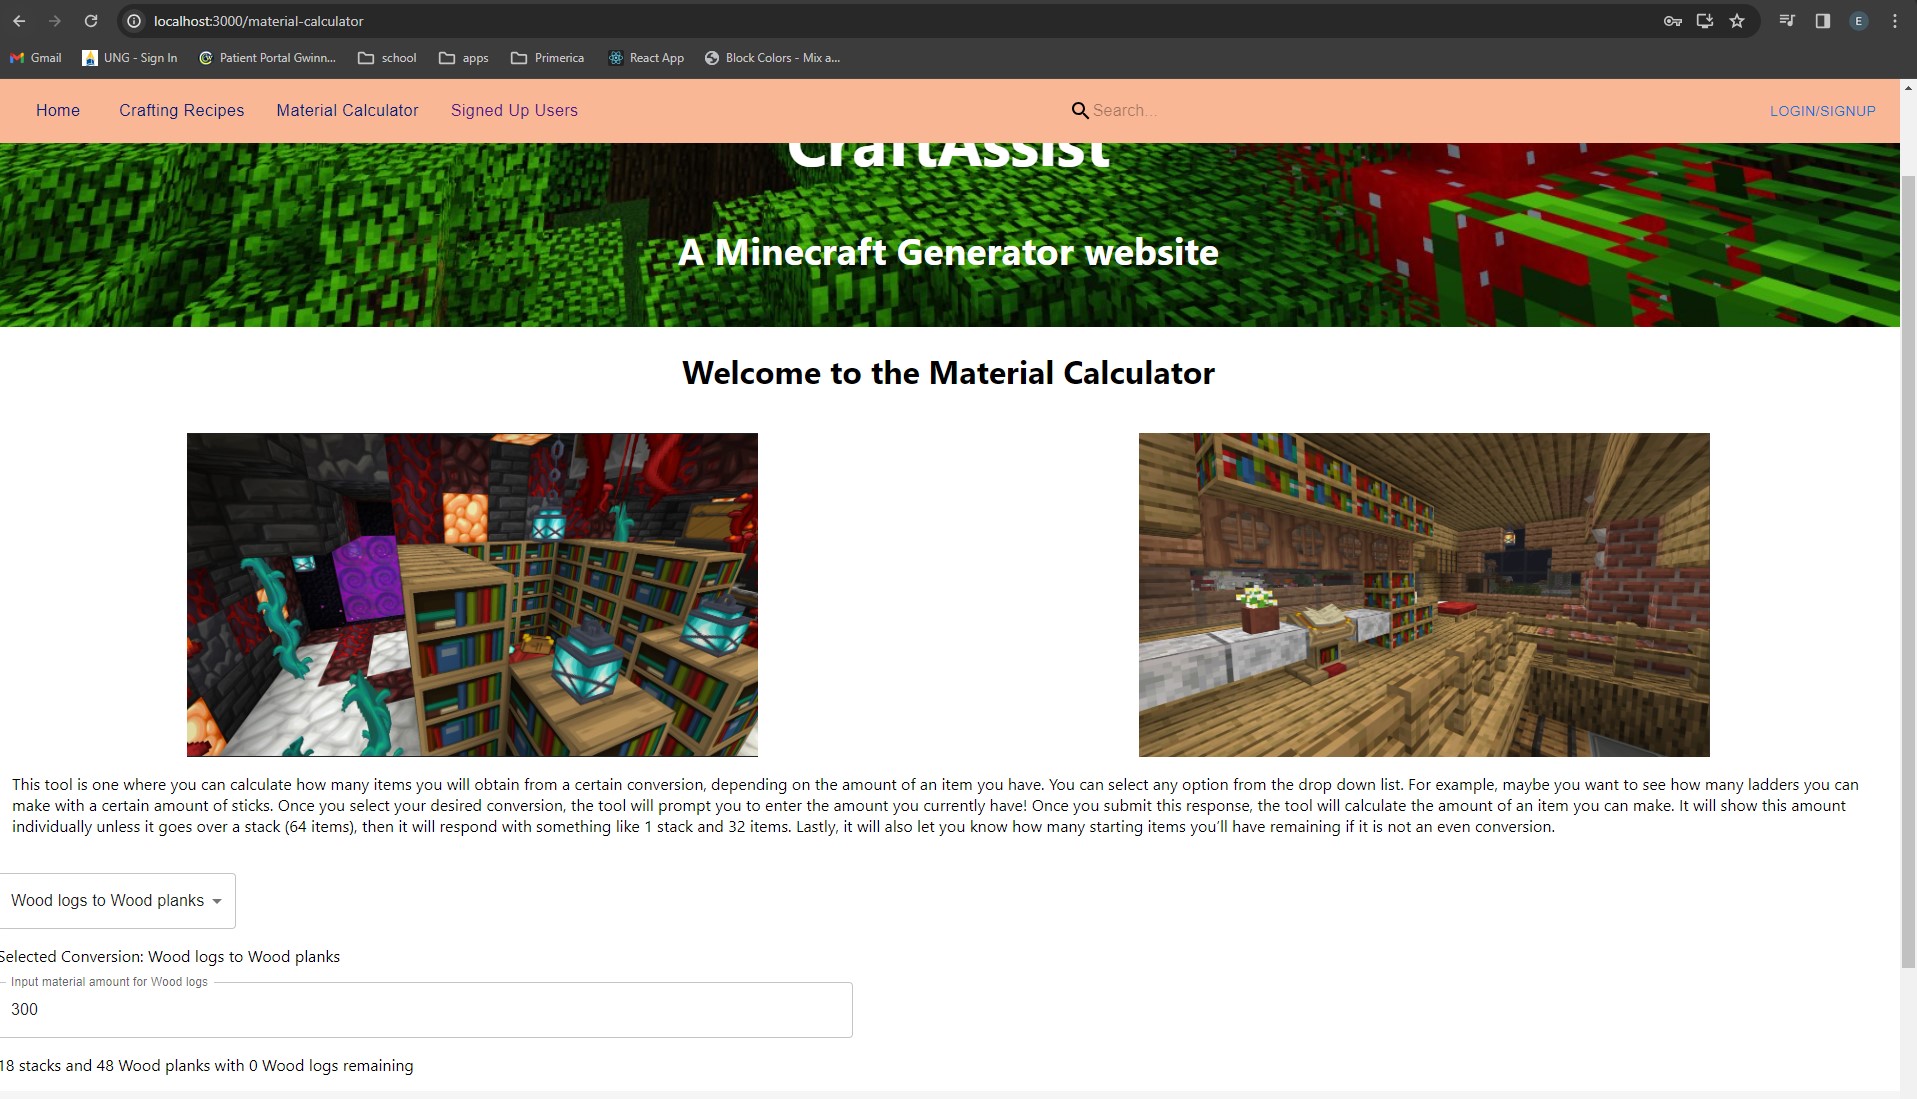 localhost:3000/material-calculator
E
Gmail
UNG - Sign In
Patient Portal Gwinn...
school
apps
Primerica
React App
Block Colors - Mix a...
Home
Crafting Recipes
Material Calculator
Signed Up Users
Search...
LOGIN/SIGNUP
CraftAssist
A Minecraft Generator website
Welcome to the Material Calculator
This tool is one where you can calculate how many items you will obtain from a certain conversion, depending on the amount of an item you have. You can select any option from the drop down list. For example, maybe you want to see how many ladders you can
make with a certain amount of sticks. Once you select your desired conversion, the tool will prompt you to enter the amount you currently have! Once you submit this response, the tool will calculate the amount of an item you can make. It will show this amount
individually unless it goes over a stack (64 items), then it will respond with something like 1 stack and 32 items. Lastly, it will also let you know how many starting items you'll have remaining if it is not an even conversion.
Wood logs to Wood planks
Selected Conversion: Wood logs to Wood planks
Input material amount for Wood logs
300
18 stacks and 48 Wood planks with 0 Wood logs remaining